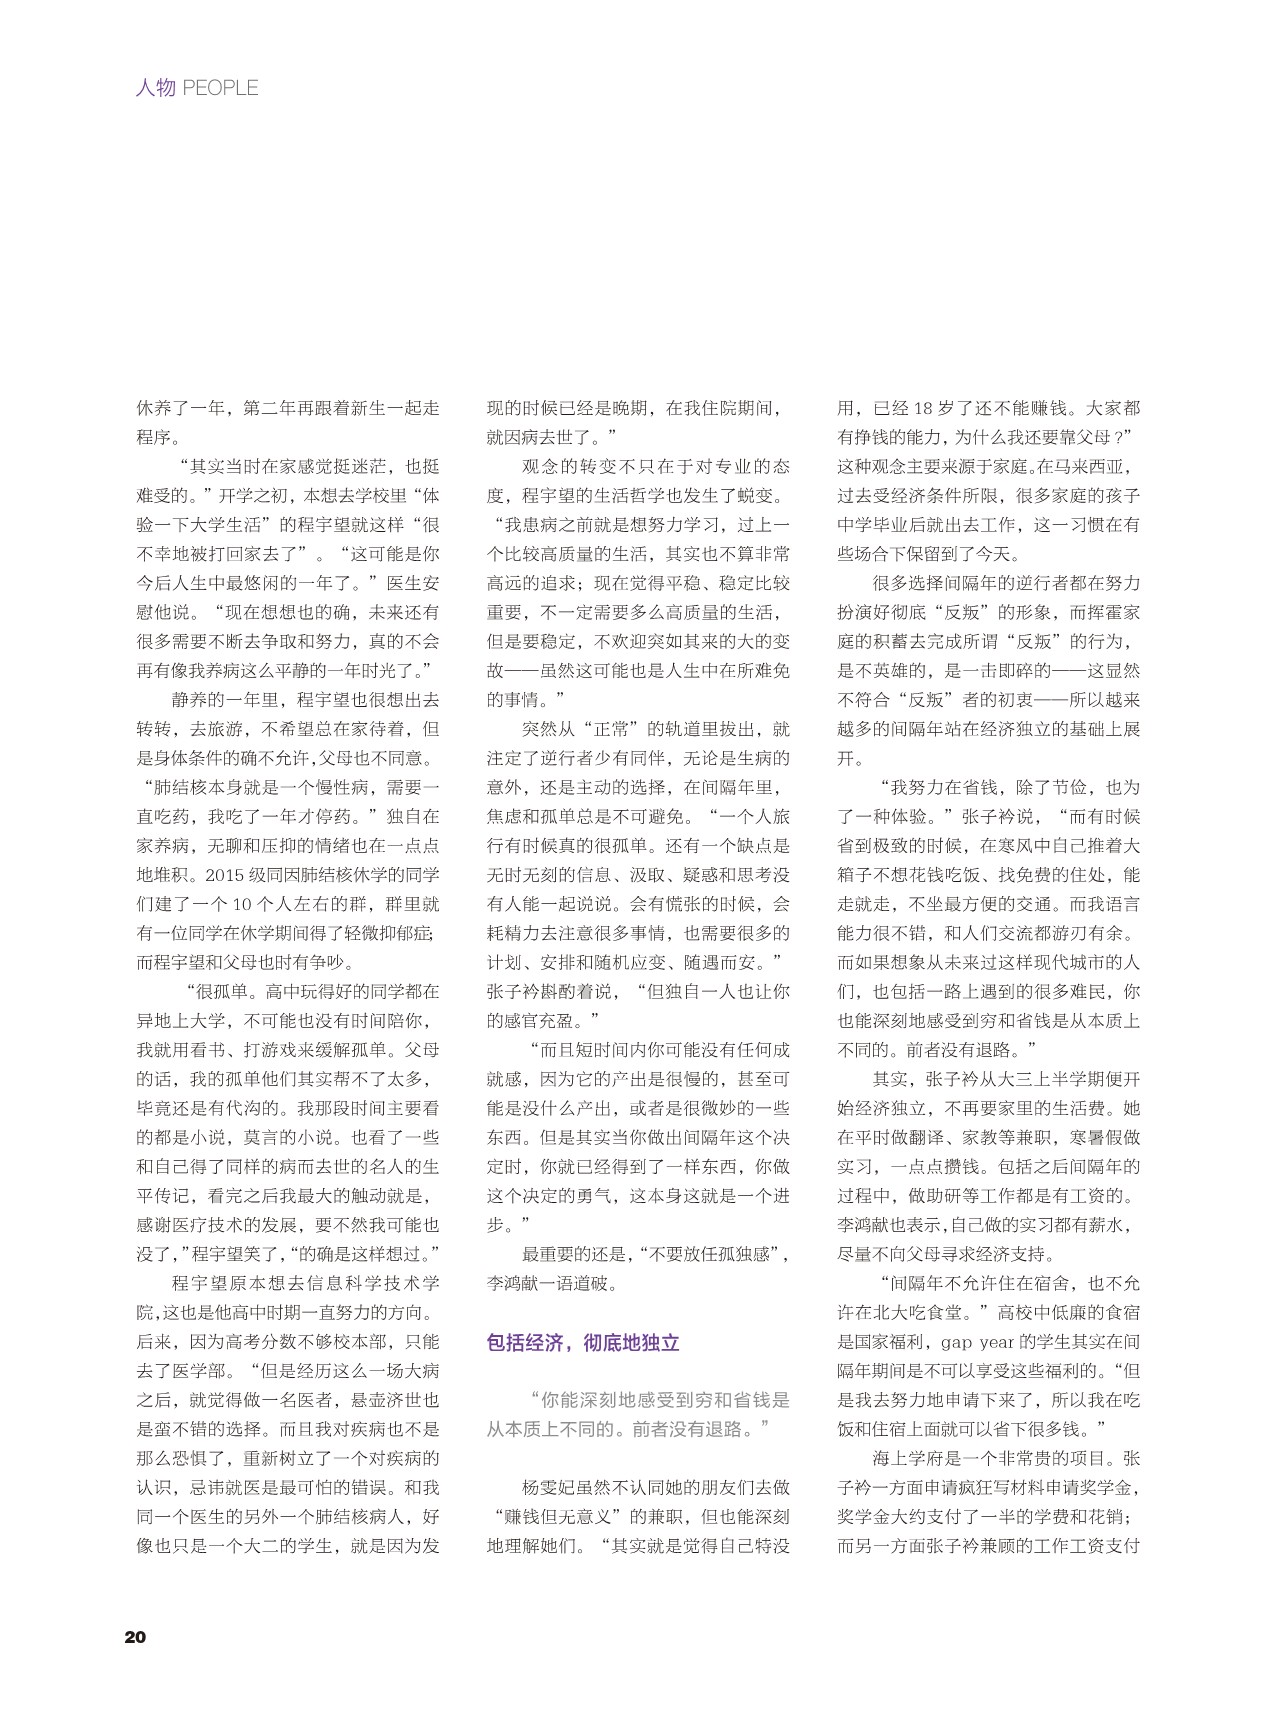 人物 PEOPLE
休养了一年，第二年再跟着新生一起走
程序。
“其实当时在家感觉挺迷茫，也挺
难受的。”开学之初，本想去学校里“体
验一下大学生活”的程宇望就这样“很
不幸地被打回家去了”。“这可能是你
今后人生中最悠闲的一年了。”医生安
慰他说。“现在想想也的确，未来还有
很多需要不断去争取和努力，真的不会
再有像我养病这么平静的一年时光了。”
静养的一年里，程宇望也很想出去
转转，去旅游，不希望总在家待着，但
是身体条件的确不允许，父母也不同意。
“肺结核本身就是一个慢性病，需要一
直吃药，我吃了一年才停药。”独自在
家养病，无聊和压抑的情绪也在一点点
地堆积。2015 级同因肺结核休学的同学
们建了一个 10 个人左右的群，群里就
有一位同学在休学期间得了轻微抑郁症；
而程宇望和父母也时有争吵。
“很孤单。高中玩得好的同学都在
异地上大学，不可能也没有时间陪你，
我就用看书、打游戏来缓解孤单。父母
的话，我的孤单他们其实帮不了太多，
毕竟还是有代沟的。我那段时间主要看
的都是小说，莫言的小说。也看了一些
和自己得了同样的病而去世的名人的生
平传记，看完之后我最大的触动就是，
感谢医疗技术的发展，要不然我可能也
没了，”程宇望笑了，“的确是这样想过。”
程宇望原本想去信息科学技术学
院，这也是他高中时期一直努力的方向。
后来，因为高考分数不够校本部，只能
去了医学部。“但是经历这么一场大病
之后，就觉得做一名医者，悬壶济世也
是蛮不错的选择。而且我对疾病也不是
那么恐惧了，重新树立了一个对疾病的
认识，忌讳就医是最可怕的错误。和我
同一个医生的另外一个肺结核病人，好
像也只是一个大二的学生，就是因为发
现的时候已经是晚期，在我住院期间，
就因病去世了。”
观念的转变不只在于对专业的态
度，程宇望的生活哲学也发生了蜕变。
“我患病之前就是想努力学习，过上一
个比较高质量的生活，其实也不算非常
高远的追求；现在觉得平稳、稳定比较
重要，不一定需要多么高质量的生活，
但是要稳定，不欢迎突如其来的大的变
故——虽然这可能也是人生中在所难免
的事情。”
突然从“正常”的轨道里拔出，就
注定了逆行者少有同伴，无论是生病的
意外，还是主动的选择，在间隔年里，
焦虑和孤单总是不可避免。“一个人旅
行有时候真的很孤单。还有一个缺点是
无时无刻的信息、汲取、疑惑和思考没
有人能一起说说。会有慌张的时候，会
耗精力去注意很多事情，也需要很多的
计划、安排和随机应变、随遇而安。”
张子衿斟酌着说，“但独自一人也让你
的感官充盈。”
“而且短时间内你可能没有任何成
就感，因为它的产出是很慢的，甚至可
能是没什么产出，或者是很微妙的一些
东西。但是其实当你做出间隔年这个决
定时，你就已经得到了一样东西，你做
这个决定的勇气，这本身这就是一个进
步。”
最重要的还是，“不要放任孤独感”，
李鸿献一语道破。
包括经济，彻底地独立
“你能深刻地感受到穷和省钱是
从本质上不同的。前者没有退路。”
杨雯妃虽然不认同她的朋友们去做
“赚钱但无意义”的兼职，但也能深刻
地理解她们。“其实就是觉得自己特没
用，已经 18 岁了还不能赚钱。大家都
有挣钱的能力，为什么我还要靠父母？”
这种观念主要来源于家庭。在马来西亚，
过去受经济条件所限，很多家庭的孩子
中学毕业后就出去工作，这一习惯在有
些场合下保留到了今天。
很多选择间隔年的逆行者都在努力
扮演好彻底“反叛”的形象，而挥霍家
庭的积蓄去完成所谓“反叛”的行为，
是不英雄的，是一击即碎的——这显然
不符合“反叛”者的初衷——所以越来
越多的间隔年站在经济独立的基础上展
开。
“我努力在省钱，除了节俭，也为
了一种体验。”张子衿说，“而有时候
省到极致的时候，在寒风中自己推着大
箱子不想花钱吃饭、找免费的住处，能
走就走，不坐最方便的交通。而我语言
能力很不错，和人们交流都游刃有余。
而如果想象从未来过这样现代城市的人
们，也包括一路上遇到的很多难民，你
也能深刻地感受到穷和省钱是从本质上
不同的。前者没有退路。”
其实，张子衿从大三上半学期便开
始经济独立，不再要家里的生活费。她
在平时做翻译、家教等兼职，寒暑假做
实习，一点点攒钱。包括之后间隔年的
过程中，做助研等工作都是有工资的。
李鸿献也表示，自己做的实习都有薪水，
尽量不向父母寻求经济支持。
“间隔年不允许住在宿舍，也不允
许在北大吃食堂。”高校中低廉的食宿
是国家福利，gap year 的学生其实在间
隔年期间是不可以享受这些福利的。“但
是我去努力地申请下来了，所以我在吃
饭和住宿上面就可以省下很多钱。”
海上学府是一个非常贵的项目。张
子衿一方面申请疯狂写材料申请奖学金，
奖学金大约支付了一半的学费和花销；
而另一方面张子衿兼顾的工作工资支付
20